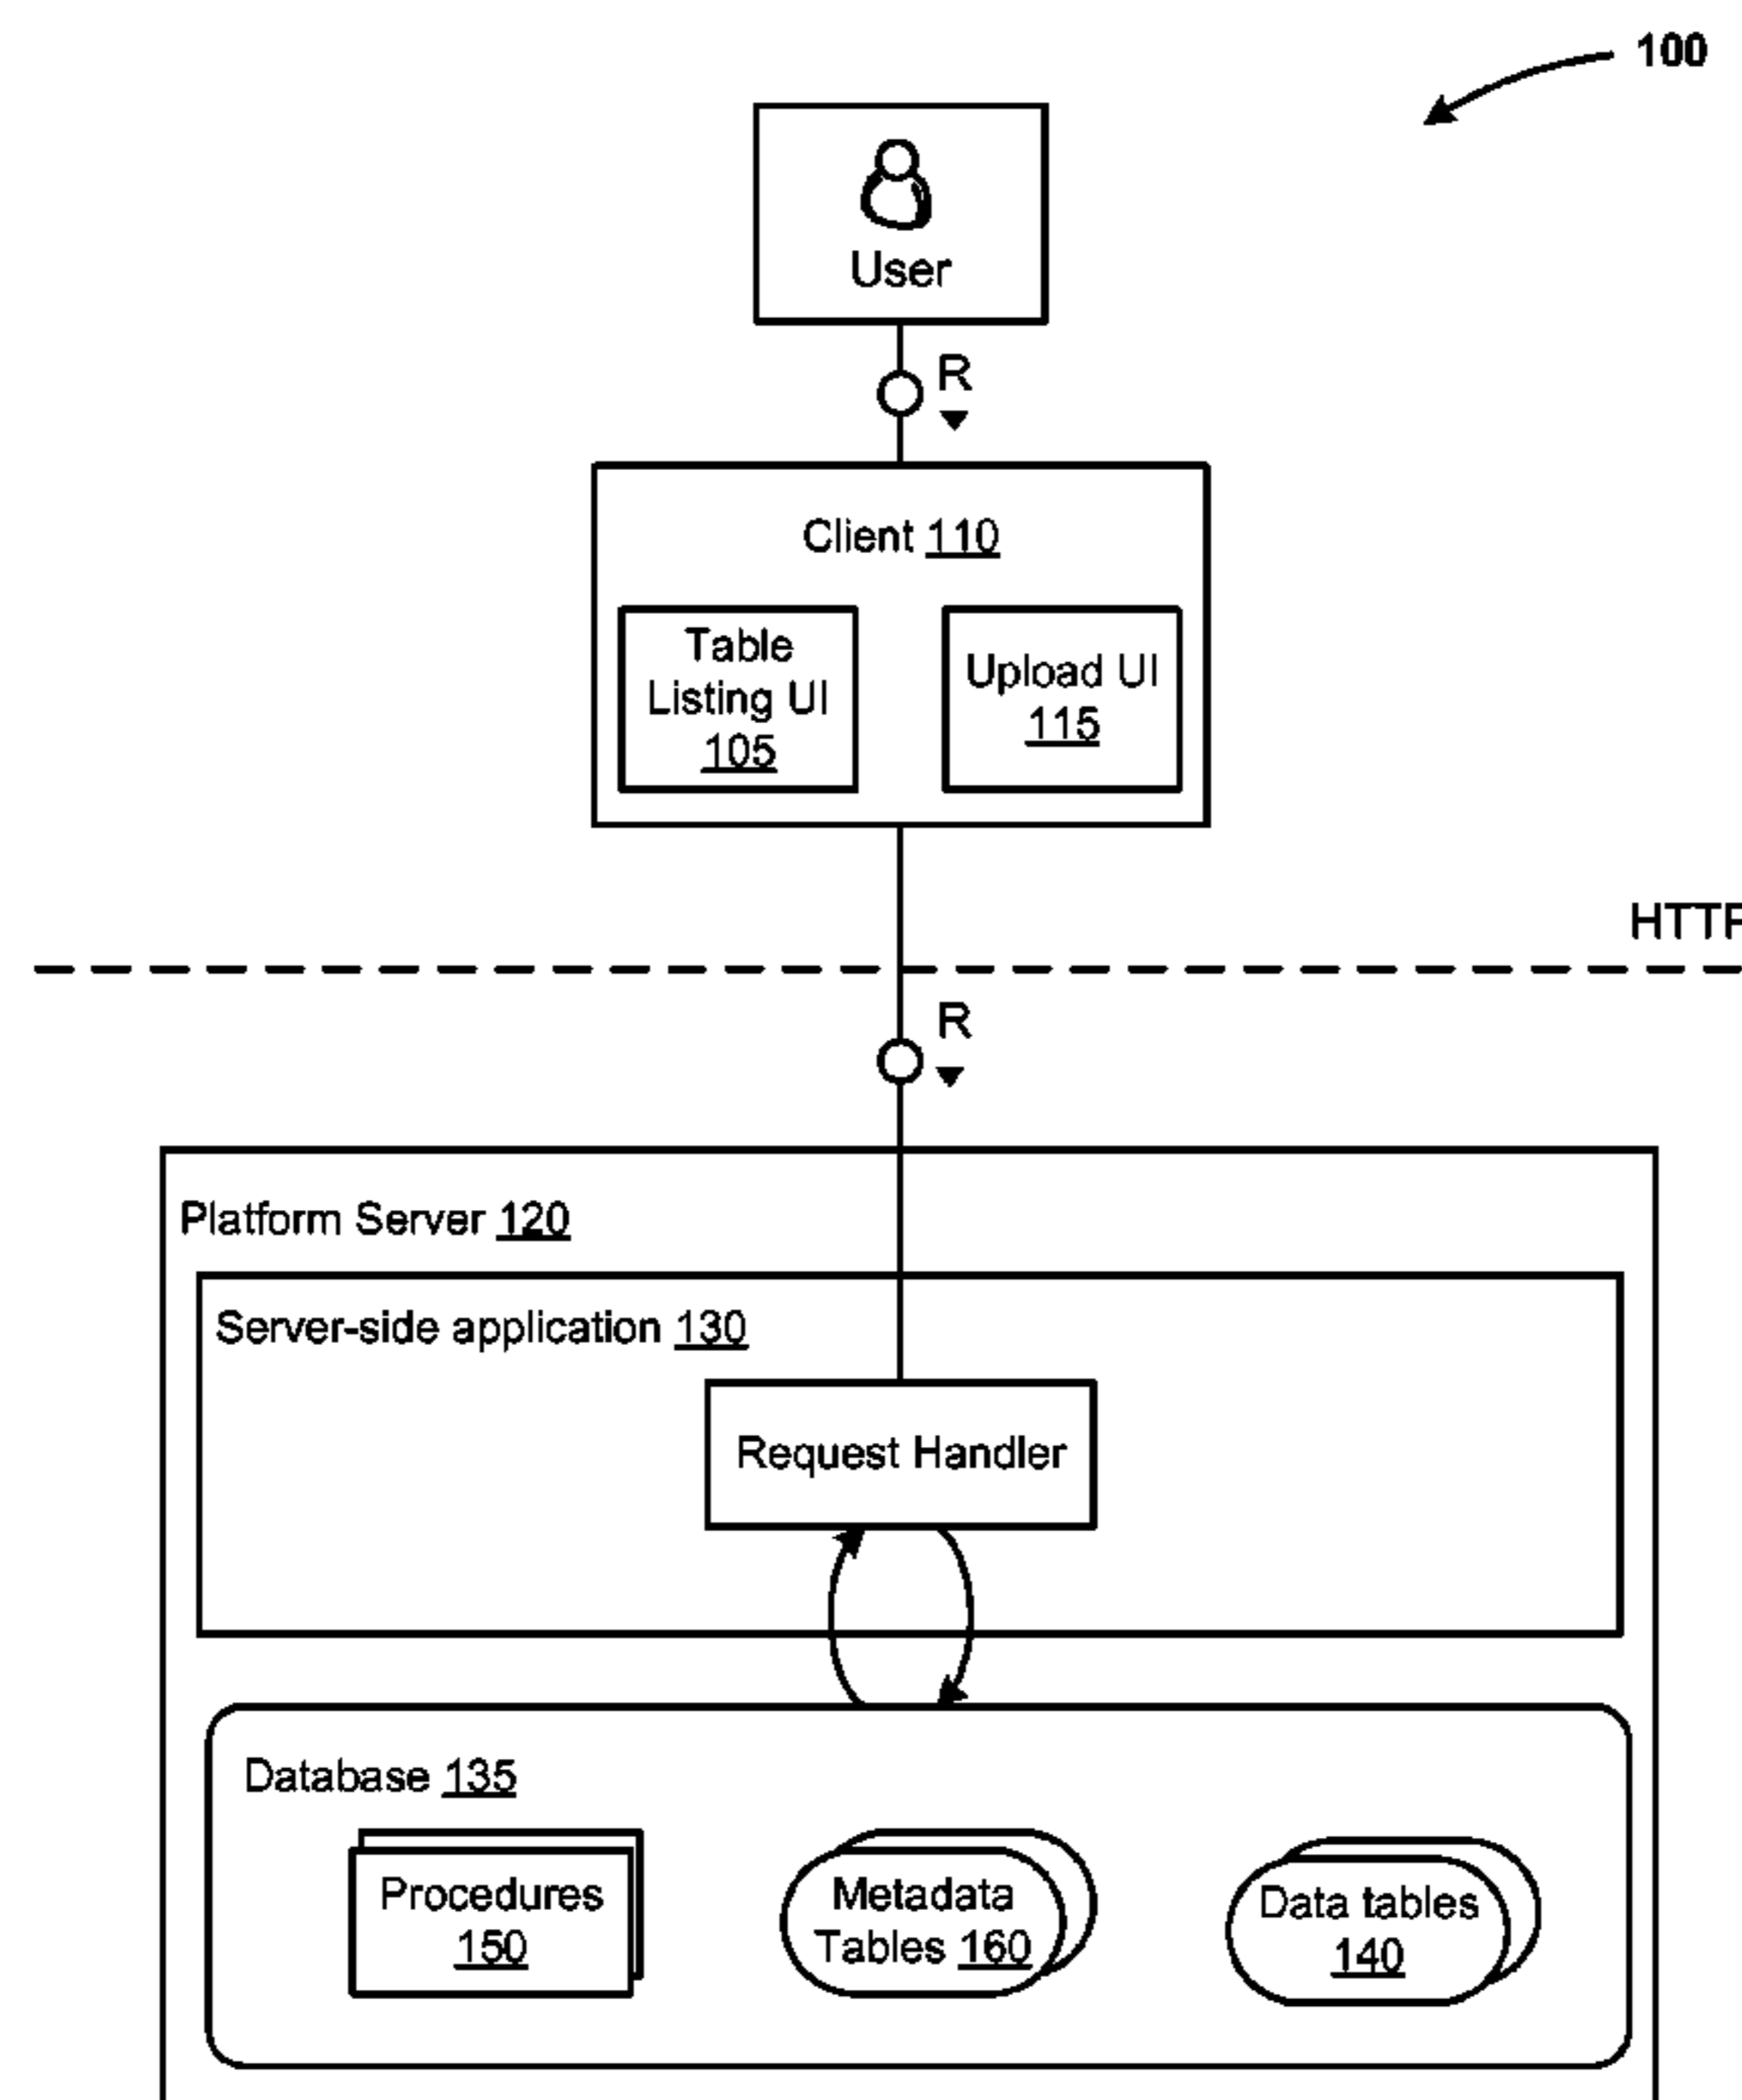 100
User
R
Client 110
Table
Listing UI
105
Upload UI
115
HTTP
R
Platform Server 120
Server-side application 130
Request Handler
Database 135
Procedures
150
Metadata
Tables 160
Data tables
140